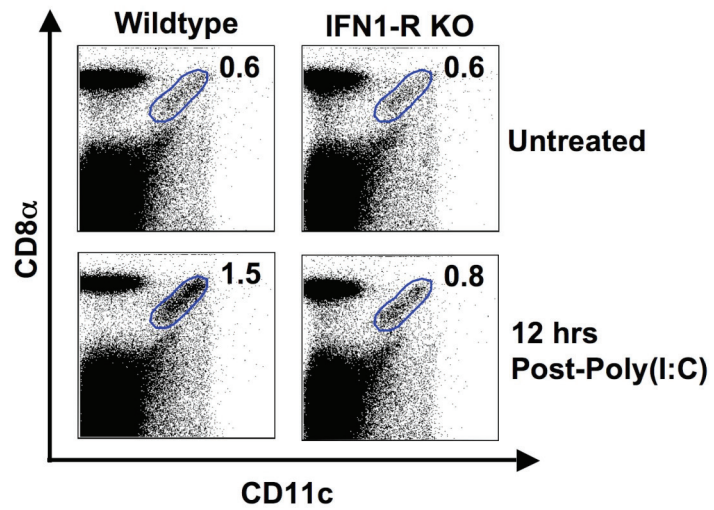 Wildtype
IFN1-R KO
0.6
0.6
Untreated
1.5
0.8
12 hrs
Post-Poly(I:C)
CD8α
CD11c